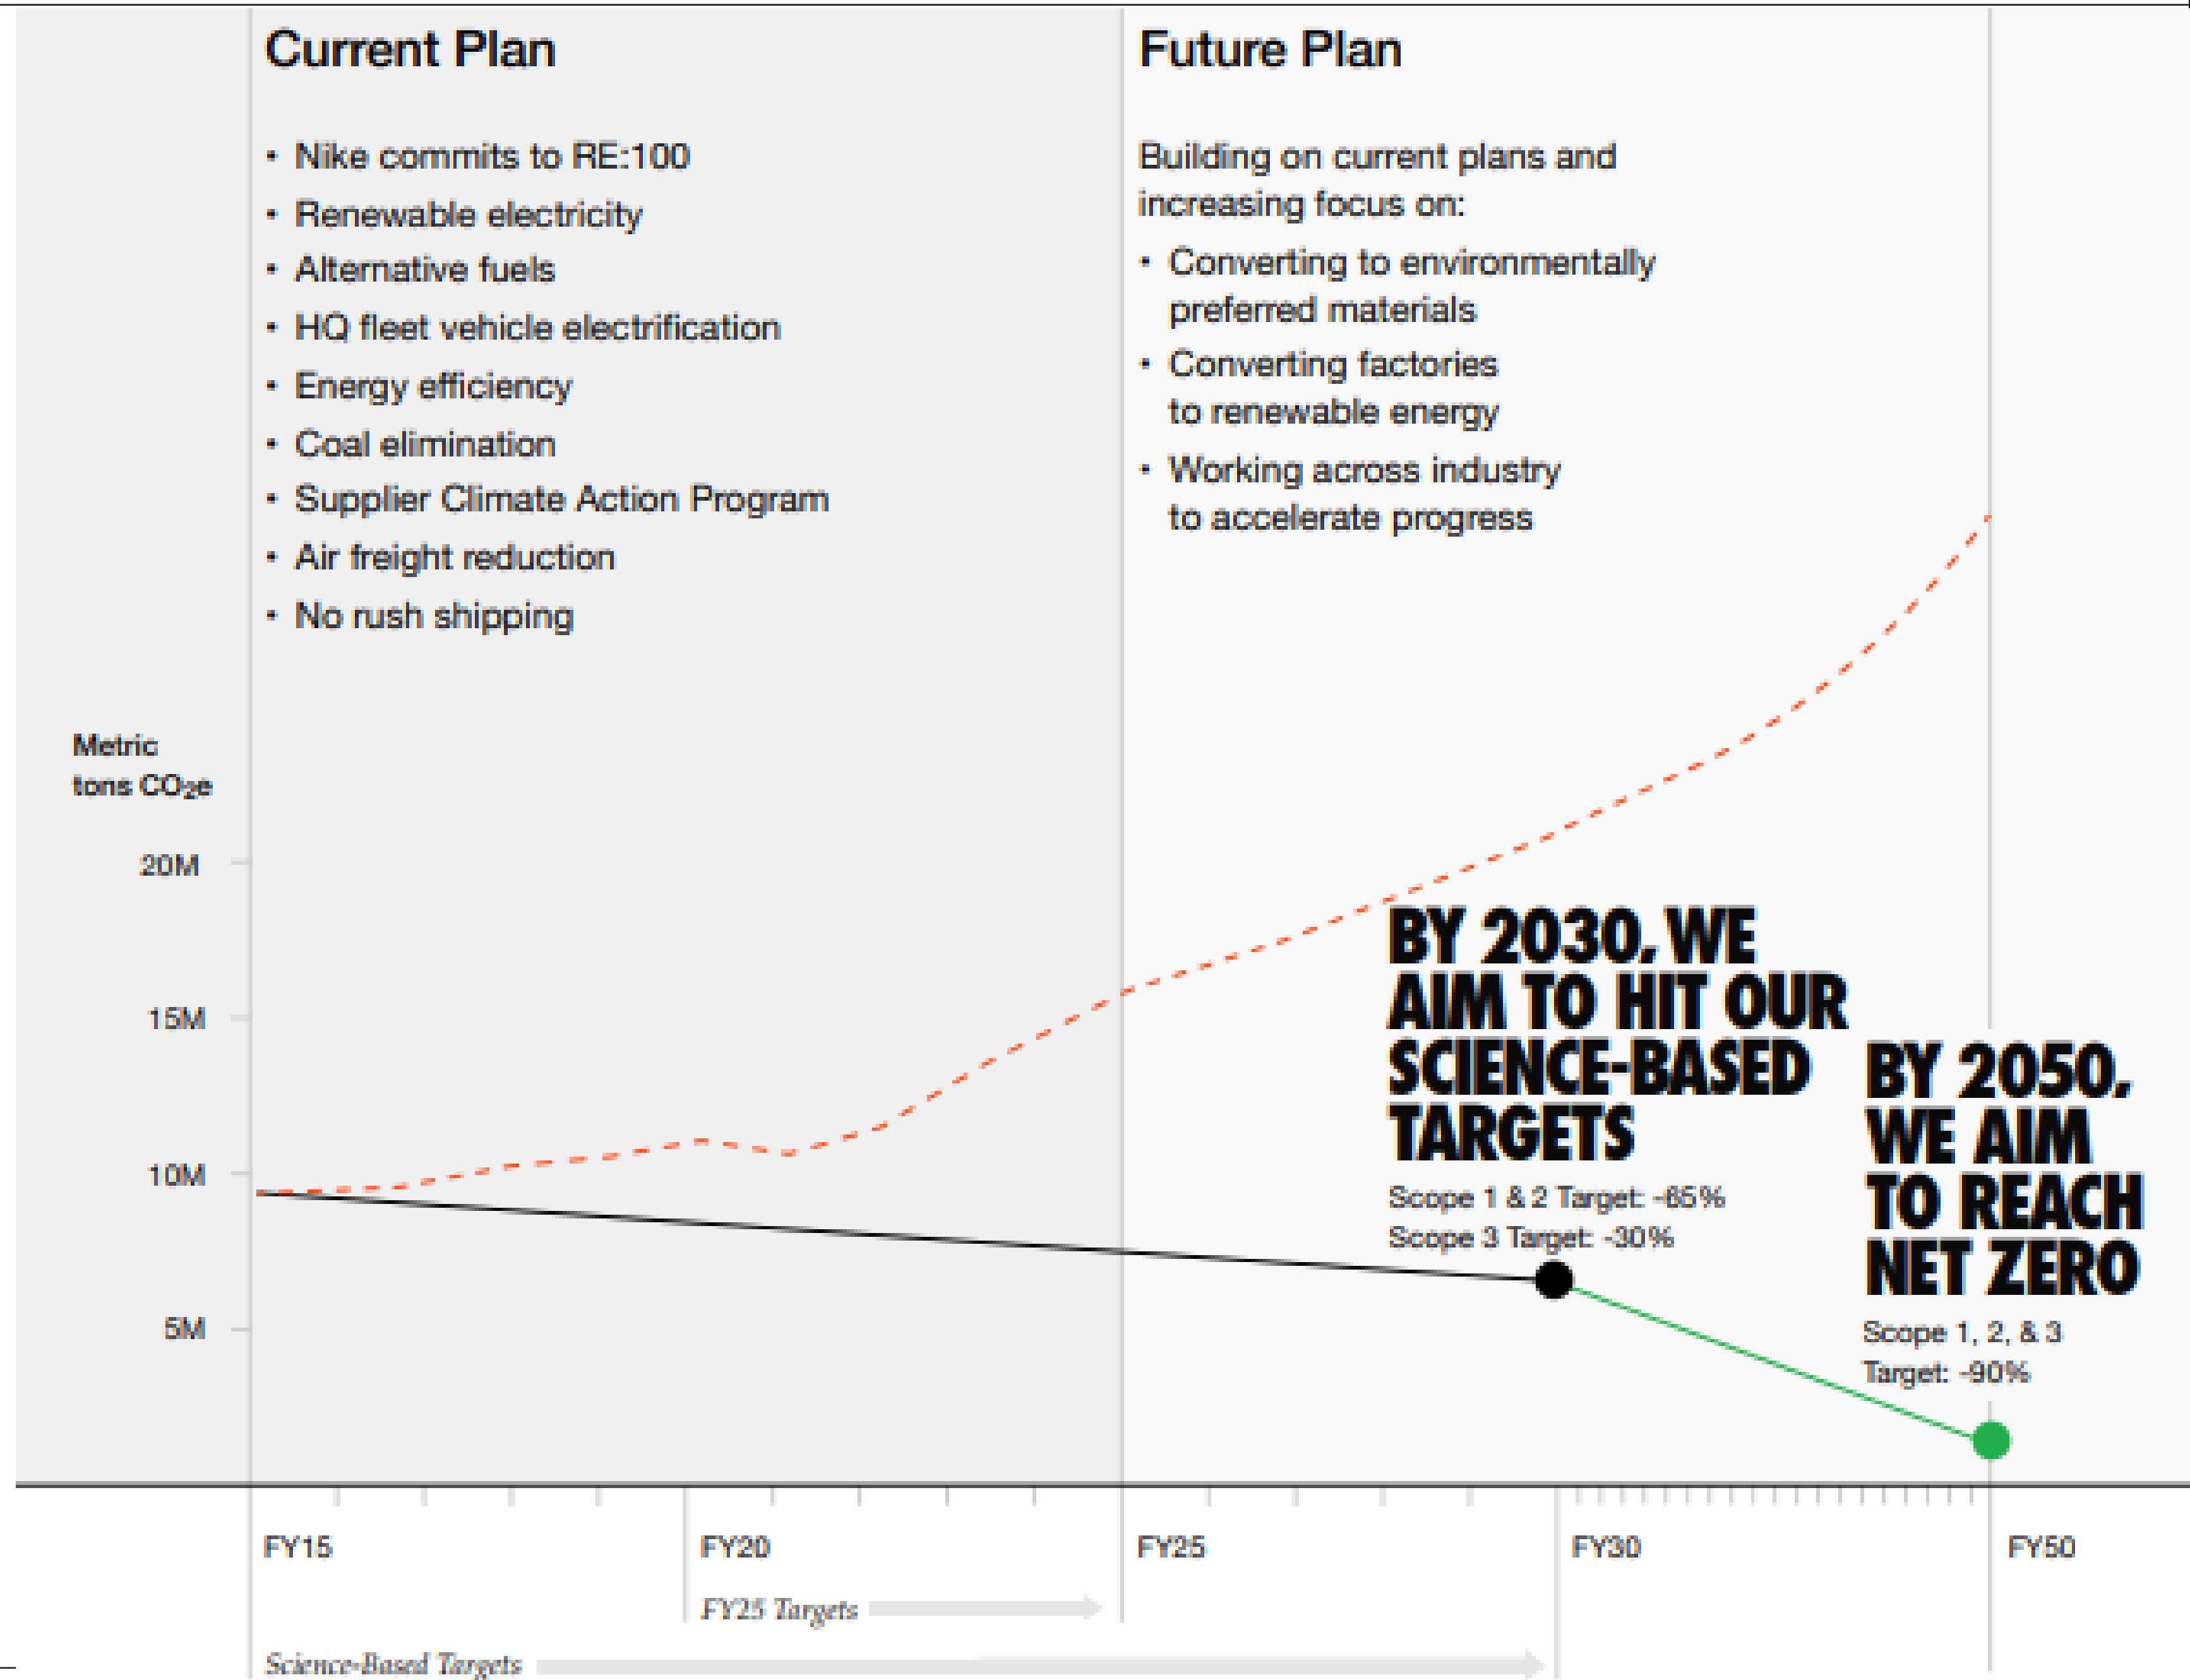 Current Plan
• Nike commits to RE:100
• Renewable electricity
• Alternative fuels
• HQ fleet vehicle electrification
• Energy efficiency
• Coal elimination
• Supplier Climate Action Program
• Air freight reduction
• No rush shipping
Future Plan
Building on current plans and
increasing focus on:
• Converting to environmentally
preferred materials
• Converting factories
to renewable energy
• Working across industry
to accelerate progress
Metric
tons CO₂e
20M
15M
10M
5M
BY 2030, WE
AIM TO HIT OUR
SCIENCE-BASED
TARGETS
Scope 1 & 2 Target: -65%
Scope 3 Target: -30%
BY 2050,
WE AIM
TO REACH
NET ZERO
Scope 1, 2, & 3
Target: -90%
FY15
FY20
FY25
FY30
FY50
FY25 Targets
Science-Based Targets